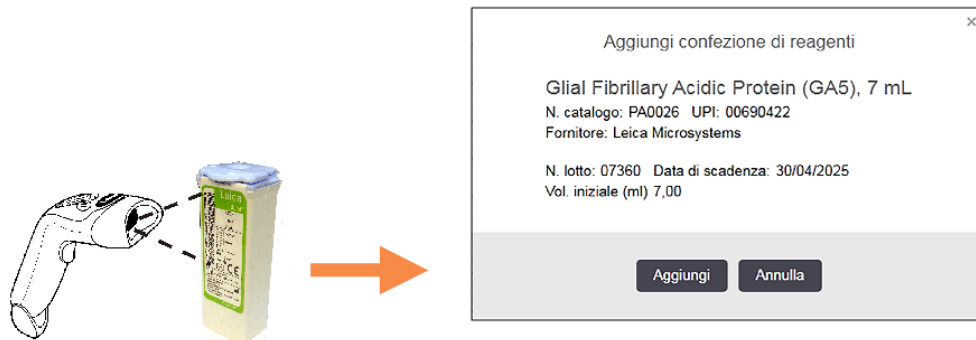 Leica
CE
×
Aggiungi confezione di reagenti
Glial Fibrillary Acidic Protein (GA5), 7 mL
N. catalogo: PA0026 UPI: 00690422
Fornitore: Leica Microsystems
N. lotto: 07360 Data di scadenza: 30/04/2025
Vol. iniziale (ml) 7,00
Aggiungi Annulla